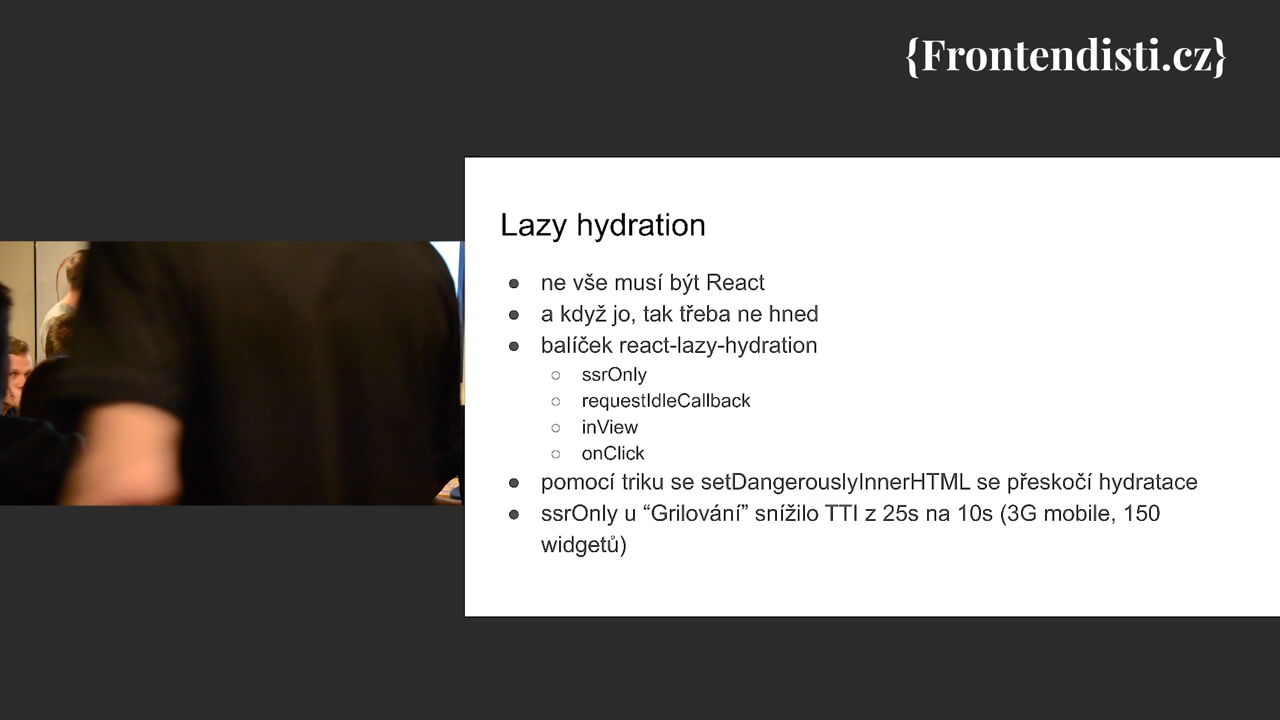 {Frontendisti.cz}
Lazy hydration
● ne vše musí být React
● a když jo, tak třeba ne hned
● balíček react-lazy-hydration
○ ssrOnly
○ requestIdleCallback
○ inView
○ onClick
● pomocí triku se setDangerouslyInnerHTML se přeskočí hydratace
● ssrOnly u “Grilování” snížilo TTI z 25s na 10s (3G mobile, 150
widgetů)